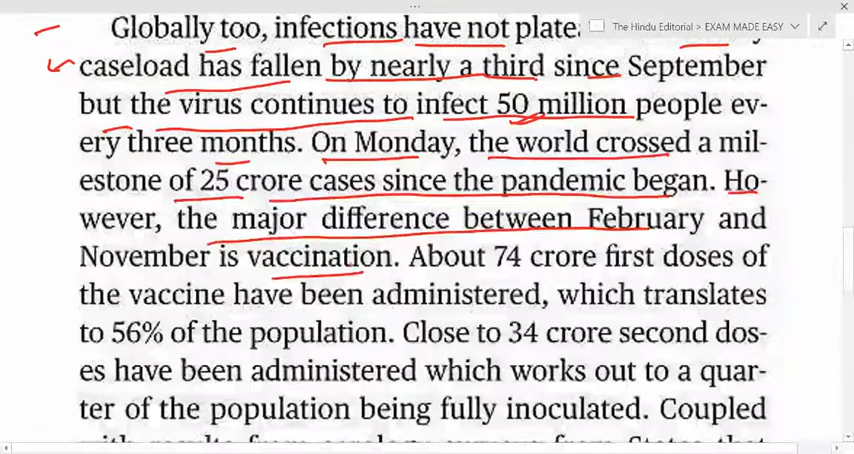 The Hindu Editorial > EXAM MADE EASY
Globally too, infections have not
caseload has fallen by nearly a third since September
but the virus continues to infect 50 million people ev-
ery three months. On Monday, the world crossed a mil-
estone of 25 crore cases since the pandemic began. Ho-
wever, the major difference between February and
November is vaccination. About 74 crore first doses of
the vaccine have been administered, which translates
to 56% of the population. Close to 34 crore second dos-
es have been administered which works out to a quar-
ter of the population being fully inoculated. Coupled